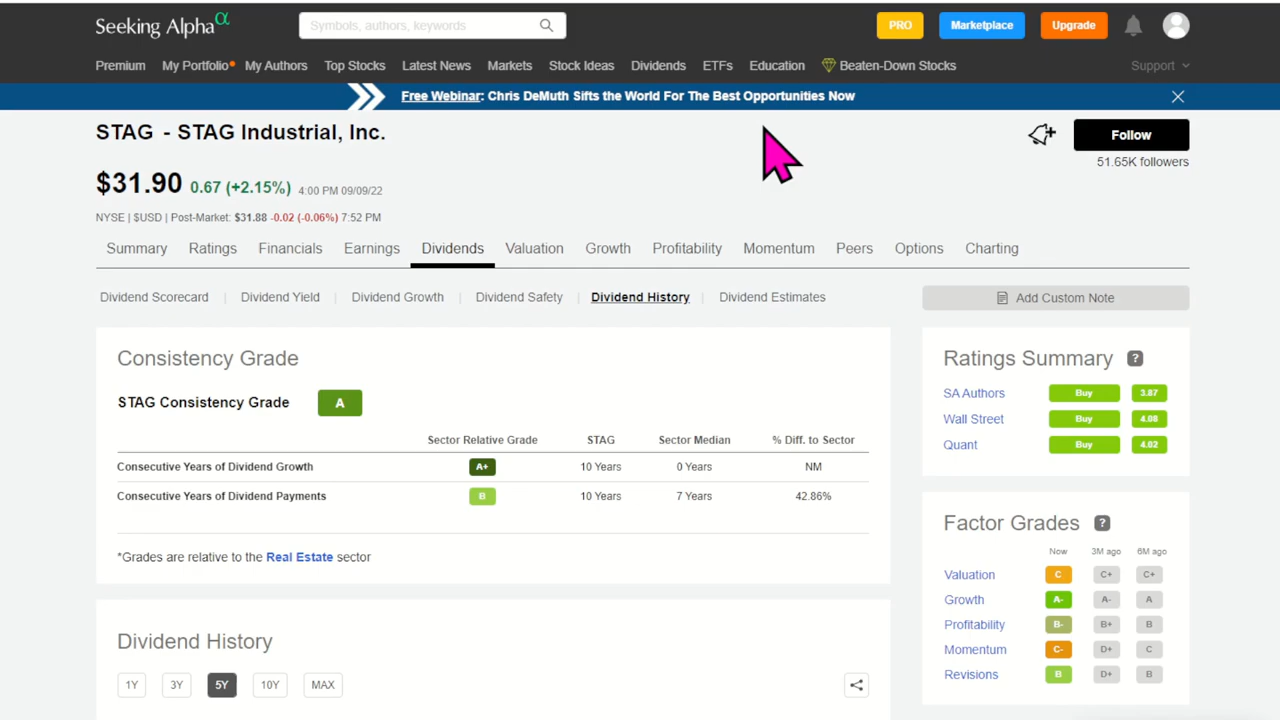 Seeking Alpha α
Symbols, authors, keywords
PRO
Marketplace
Upgrade
Premium My Portfolio My Authors Top Stocks Latest News Markets Stock Ideas Dividends ETFs Education Beaten-Down Stocks Support
Free Webinar: Chris DeMuth Sifts the World For The Best Opportunities Now
STAG - STAG Industrial, Inc.
Follow
51.65K followers
$31.90 0.67 (+2.15%) 4:00 PM 09/09/22
NYSE | $USD | Post-Market: $31.88 -0.02 (-0.06%) 7:52 PM
Summary Ratings Financials Earnings Dividends Valuation Growth Profitability Momentum Peers Options Charting
Dividend Scorecard | Dividend Yield | Dividend Growth | Dividend Safety | Dividend History | Dividend Estimates
Add Custom Note
Consistency Grade
STAG Consistency Grade A
Sector Relative Grade STAG Sector Median % Diff. to Sector
Consecutive Years of Dividend Growth A+ 10 Years 0 Years NM
Consecutive Years of Dividend Payments B 10 Years 7 Years 42.86%
*Grades are relative to the Real Estate sector
Dividend History
1Y 3Y 5Y 10Y MAX
Ratings Summary ?
SA Authors Buy 3.87
Wall Street Buy 4.08
Quant Buy 4.02
Factor Grades ?
Now 3M ago 6M ago
Valuation C C+ C+
Growth A- A- A
Profitability B- B+ B
Momentum C- D+ C
Revisions B D+ B